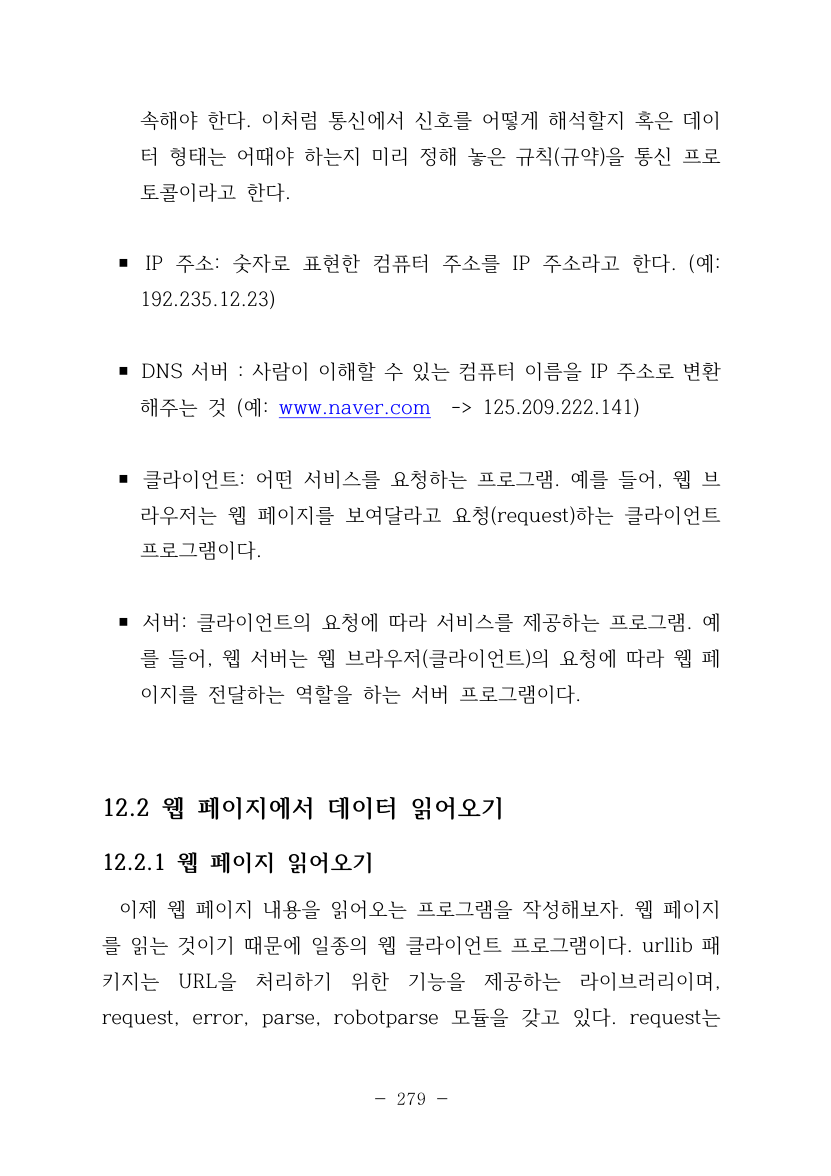 속해야 한다. 이처럼 통신에서 신호를 어떻게 해석할지 혹은 데이
터 형태는 어때야 하는지 미리 정해 놓은 규칙(규약)을 통신 프로
토콜이라고 한다.
▪ IP 주소: 숫자로 표현한 컴퓨터 주소를 IP 주소라고 한다. (예:
192.235.12.23)
▪ DNS 서버 : 사람이 이해할 수 있는 컴퓨터 이름을 IP 주소로 변환
해주는 것 (예: www.naver.com -> 125.209.222.141)
▪ 클라이언트: 어떤 서비스를 요청하는 프로그램. 예를 들어, 웹 브
라우저는 웹 페이지를 보여달라고 요청(request)하는 클라이언트
프로그램이다.
▪ 서버: 클라이언트의 요청에 따라 서비스를 제공하는 프로그램. 예
를 들어, 웹 서버는 웹 브라우저(클라이언트)의 요청에 따라 웹 페
이지를 전달하는 역할을 하는 서버 프로그램이다.
12.2 웹 페이지에서 데이터 읽어오기
12.2.1 웹 페이지 읽어오기
이제 웹 페이지 내용을 읽어오는 프로그램을 작성해보자. 웹 페이지
를 읽는 것이기 때문에 일종의 웹 클라이언트 프로그램이다. urllib 패
키지는 URL을 처리하기 위한 기능을 제공하는 라이브러리이며,
request, error, parse, robotparse 모듈을 갖고 있다. request는
- 279 -